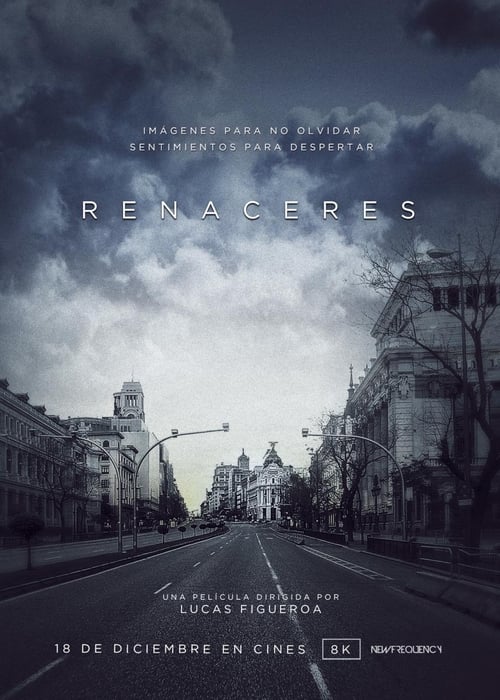 IMÁGENES PARA NO OLVIDAR
SENTIMIENTOS PARA DESPERTAR
RENACERES
UNA PELÍCULA DIRIGIDA POR
LUCAS FIGUEROA
18 DE DICIEMBRE EN CINES 8K NEWFREQUENCY